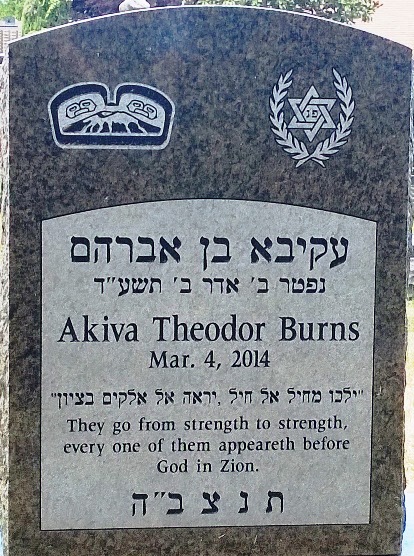 עקיבא בן אברהם
נפטר ב׳ אדר ב׳ תשע״ד
Akiva Theodor Burns
Mar. 4, 2014
"ילכו מחיל אל חיל, יראה אל אלקים בציון"
They go from strength to strength,
every one of them appeareth before
God in Zion.
ת נ צ ב״ה